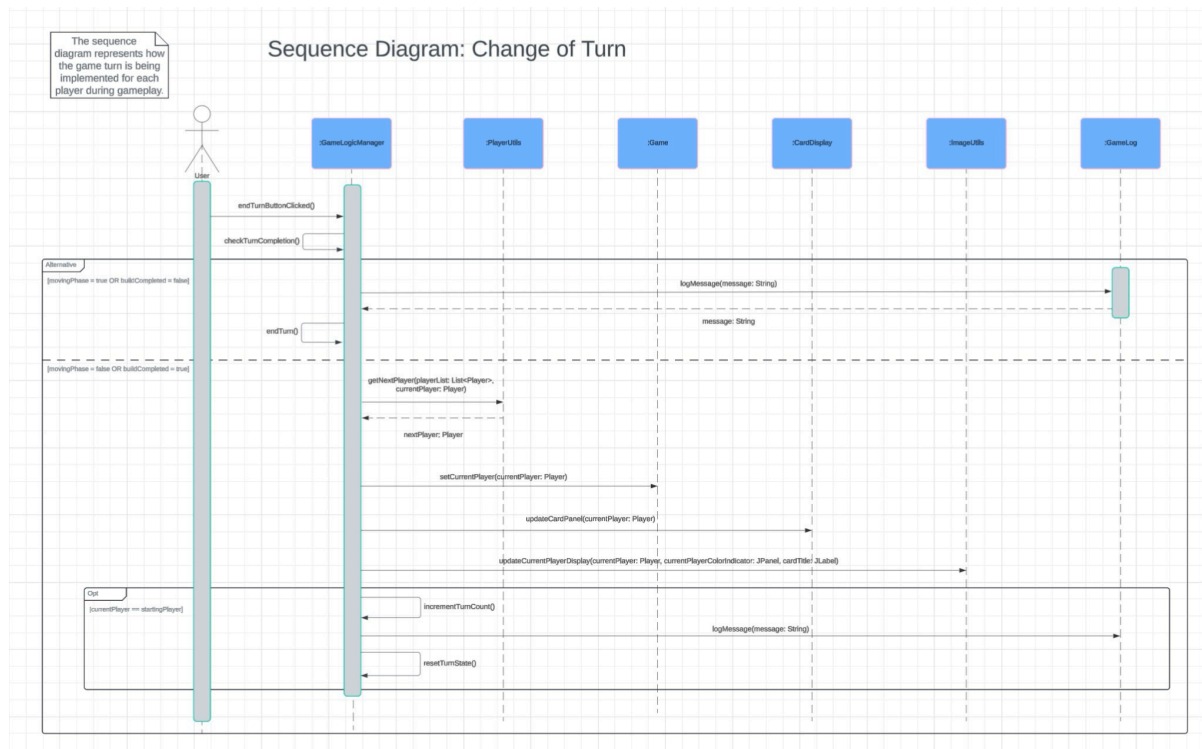 The sequence
diagram represents how
the game turn is being
implemented for each
player during gameplay.
Sequence Diagram: Change of Turn
User
:GameLogicManager
:PlayerUtils
:Game
:CardDisplay
:ImageUtils
:GameLog
endTurnButtonClicked()
checkTurnCompletion()
Alternative
[movingPhase = true OR buildCompleted = false]
logMessage(message: String)
message: String
endTurn()
[movingPhase = false OR buildCompleted = true]
getNextPlayer(playerList: List<Player>,
currentPlayer: Player)
nextPlayer: Player
setCurrentPlayer(currentPlayer: Player)
updateCardPanel(currentPlayer: Player)
updateCurrentPlayerDisplay(currentPlayer: Player, currentPlayerColorIndicator: JPanel, cardTitle: JLabel)
Opt
[currentPlayer == startingPlayer]
incrementTurnCount()
logMessage(message: String)
resetTurnState()